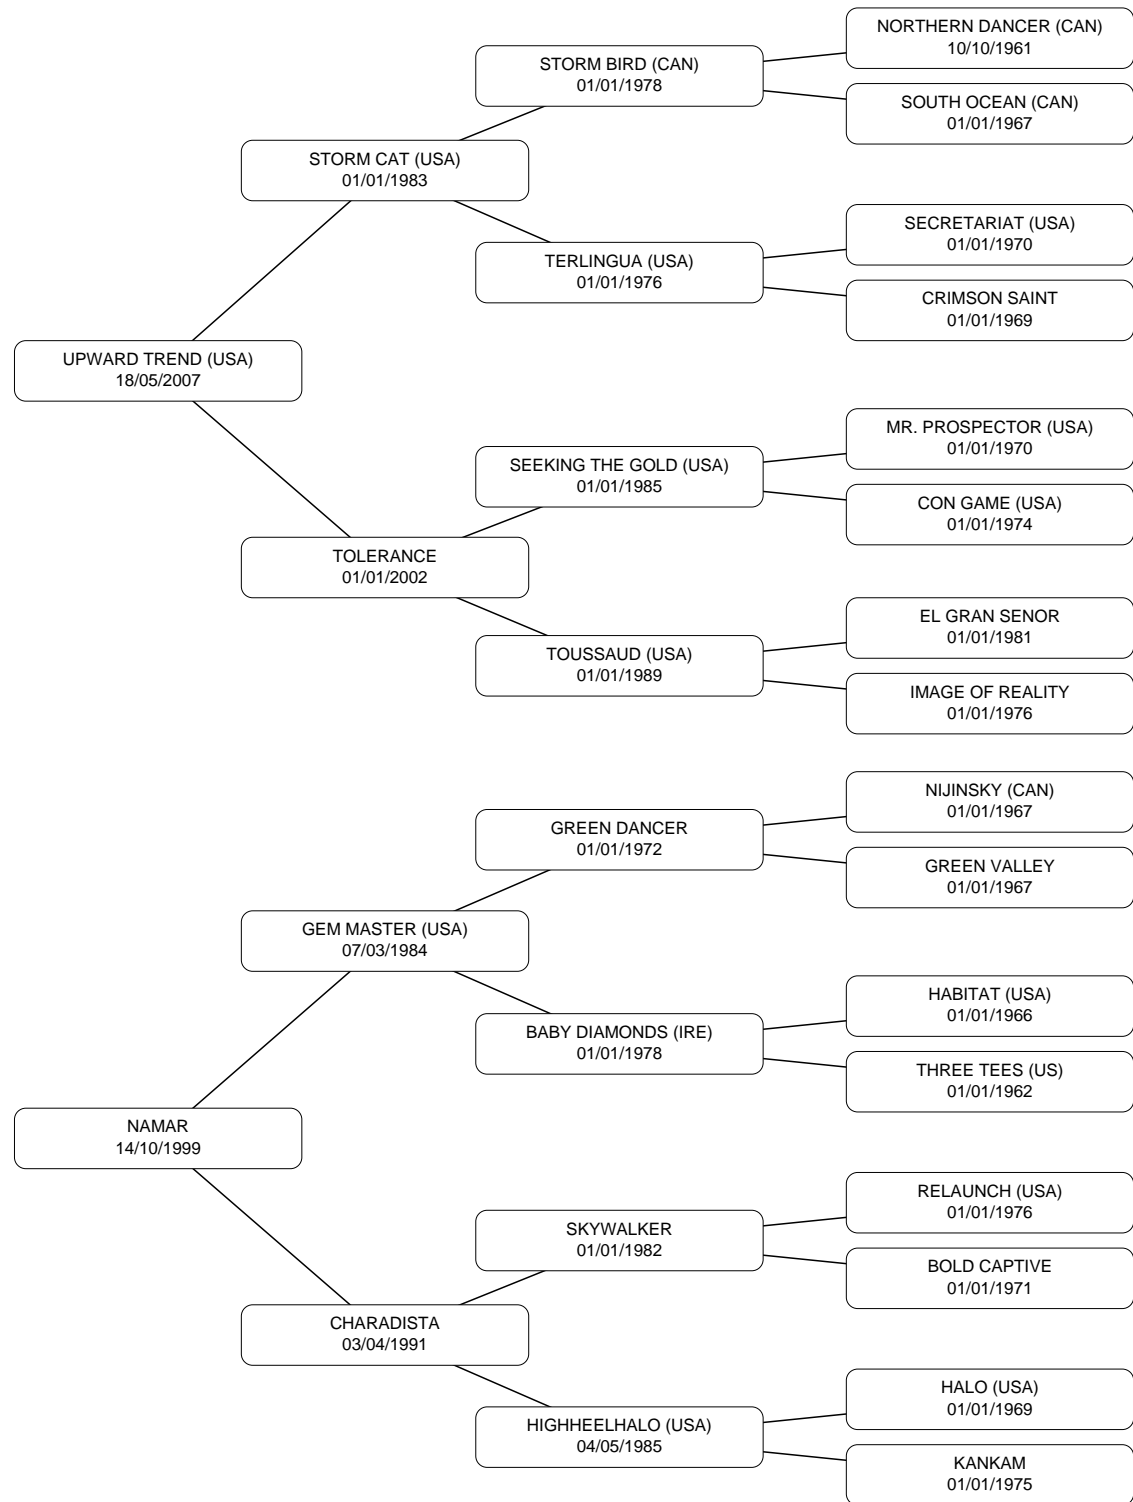 NORTHERN DANCER (CAN)
10/10/1961
STORM BIRD (CAN)
01/01/1978
SOUTH OCEAN (CAN)
01/01/1967
STORM CAT (USA)
01/01/1983
SECRETARIAT (USA)
01/01/1970
TERLINGUA (USA)
01/01/1976
CRIMSON SAINT
01/01/1969
UPWARD TREND (USA)
18/05/2007
MR. PROSPECTOR (USA)
01/01/1970
SEEKING THE GOLD (USA)
01/01/1985
CON GAME (USA)
01/01/1974
TOLERANCE
01/01/2002
EL GRAN SENOR
01/01/1981
TOUSSAUD (USA)
01/01/1989
IMAGE OF REALITY
01/01/1976
NIJINSKY (CAN)
01/01/1967
GREEN DANCER
01/01/1972
GREEN VALLEY
01/01/1967
GEM MASTER (USA)
07/03/1984
HABITAT (USA)
01/01/1966
BABY DIAMONDS (IRE)
01/01/1978
THREE TEES (US)
01/01/1962
NAMAR
14/10/1999
RELAUNCH (USA)
01/01/1976
SKYWALKER
01/01/1982
BOLD CAPTIVE
01/01/1971
CHARADISTA
03/04/1991
HALO (USA)
01/01/1969
HIGHHEELHALO (USA)
04/05/1985
KANKAM
01/01/1975